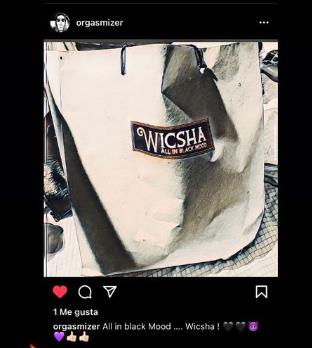 orgasmizer
WICSHA
ALL IN BLACK MOOD
1 Me gusta
orgasmizer All in black Mood .... Wicsha ! 🖤🖤😈
💜👍🏻👍🏻